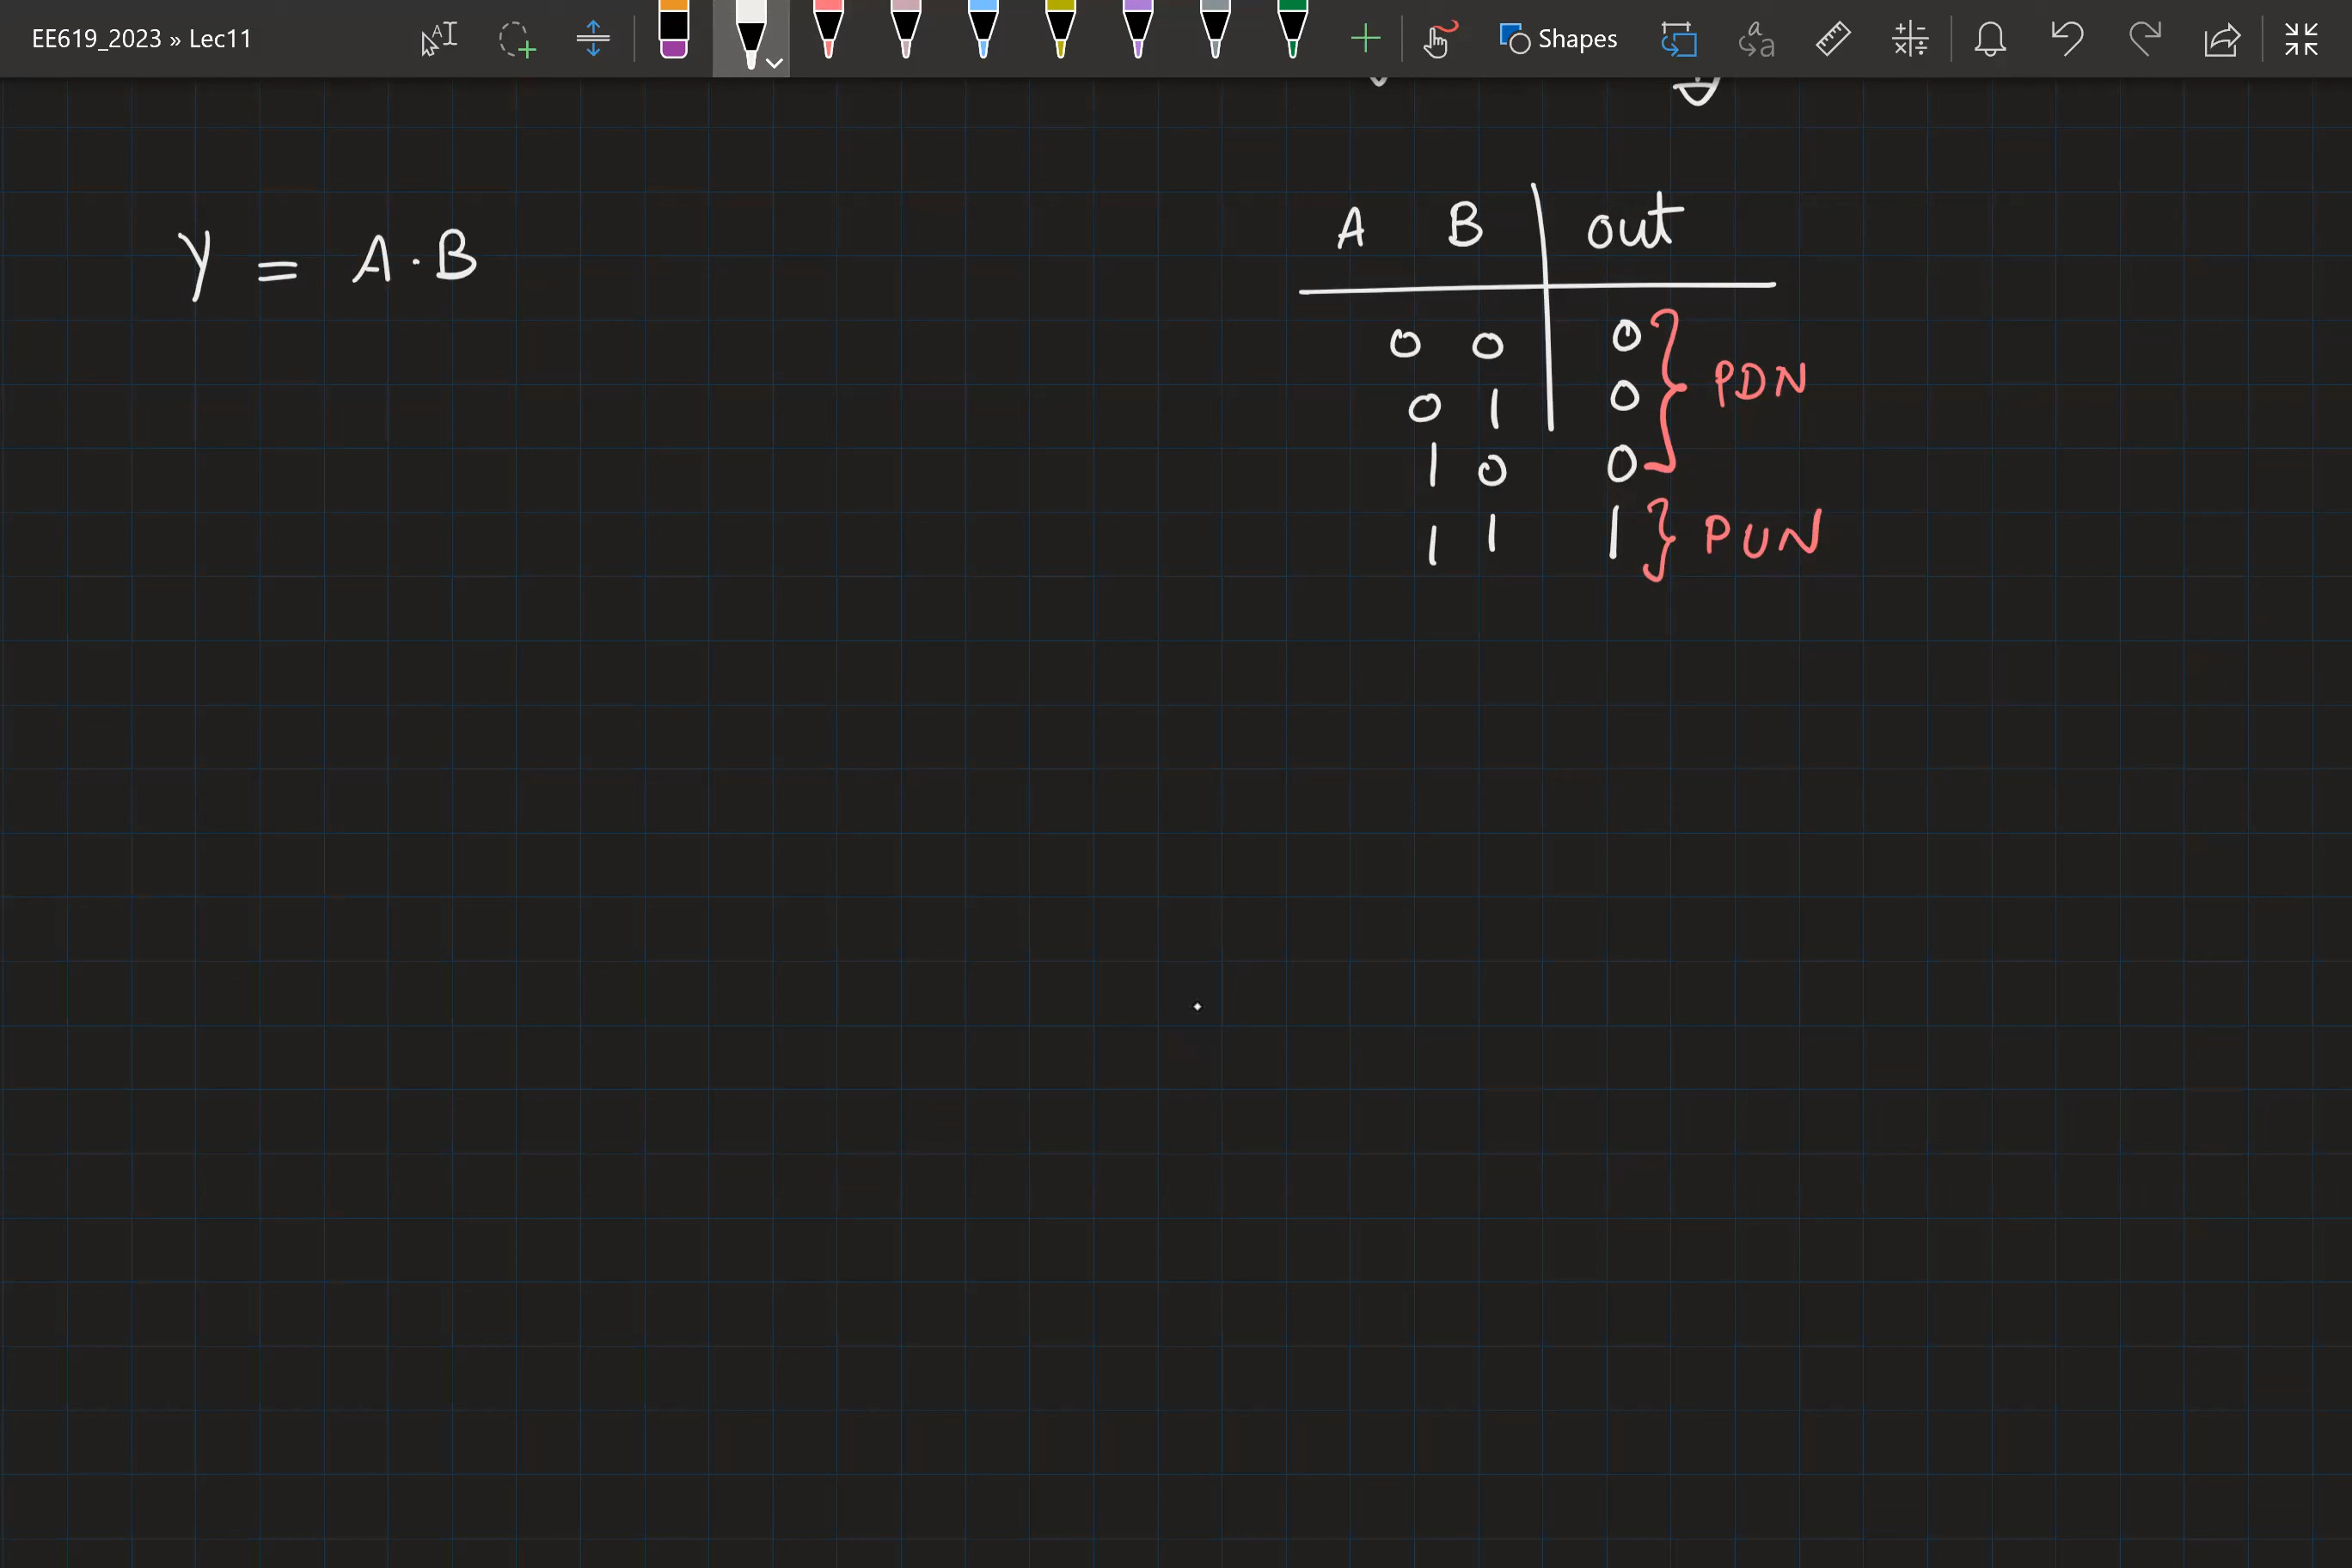 EE619_2023 » Lec11
Shapes
Y = A · B
A B out
0 0 0
0 1 0
1 0 0
PDN
1 1 1
PUN